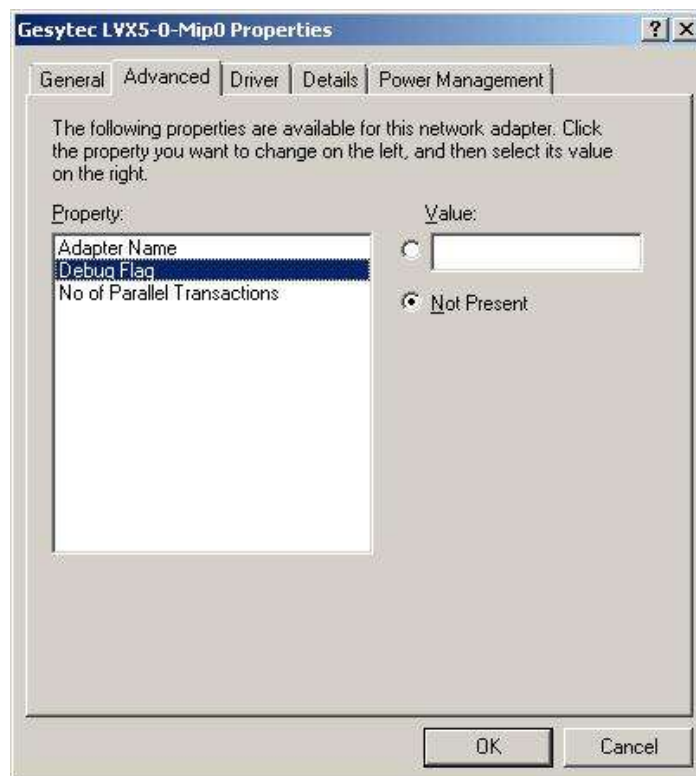 Gesytec LVX5-0-Mip0 Properties
General Advanced Driver Details Power Management
The following properties are available for this network adapter. Click
the property you want to change on the left, and then select its value
on the right.
Property:
Value:
Adapter Name
Debug Flag
No of Parallel Transactions
Not Present
OK Cancel